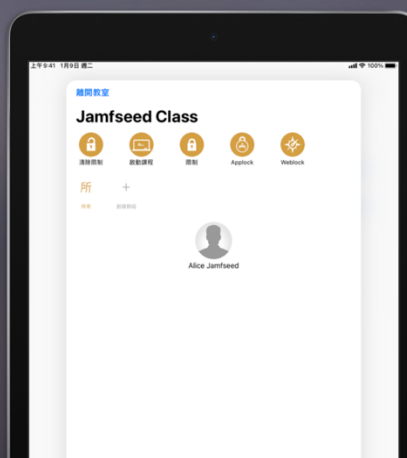 上午9:41 1月9日 週二
100%
離開教室
Jamfseed Class
清除限制 啟動課程 限制 Applock Weblock
所 +
所有
Alice Jamfseed